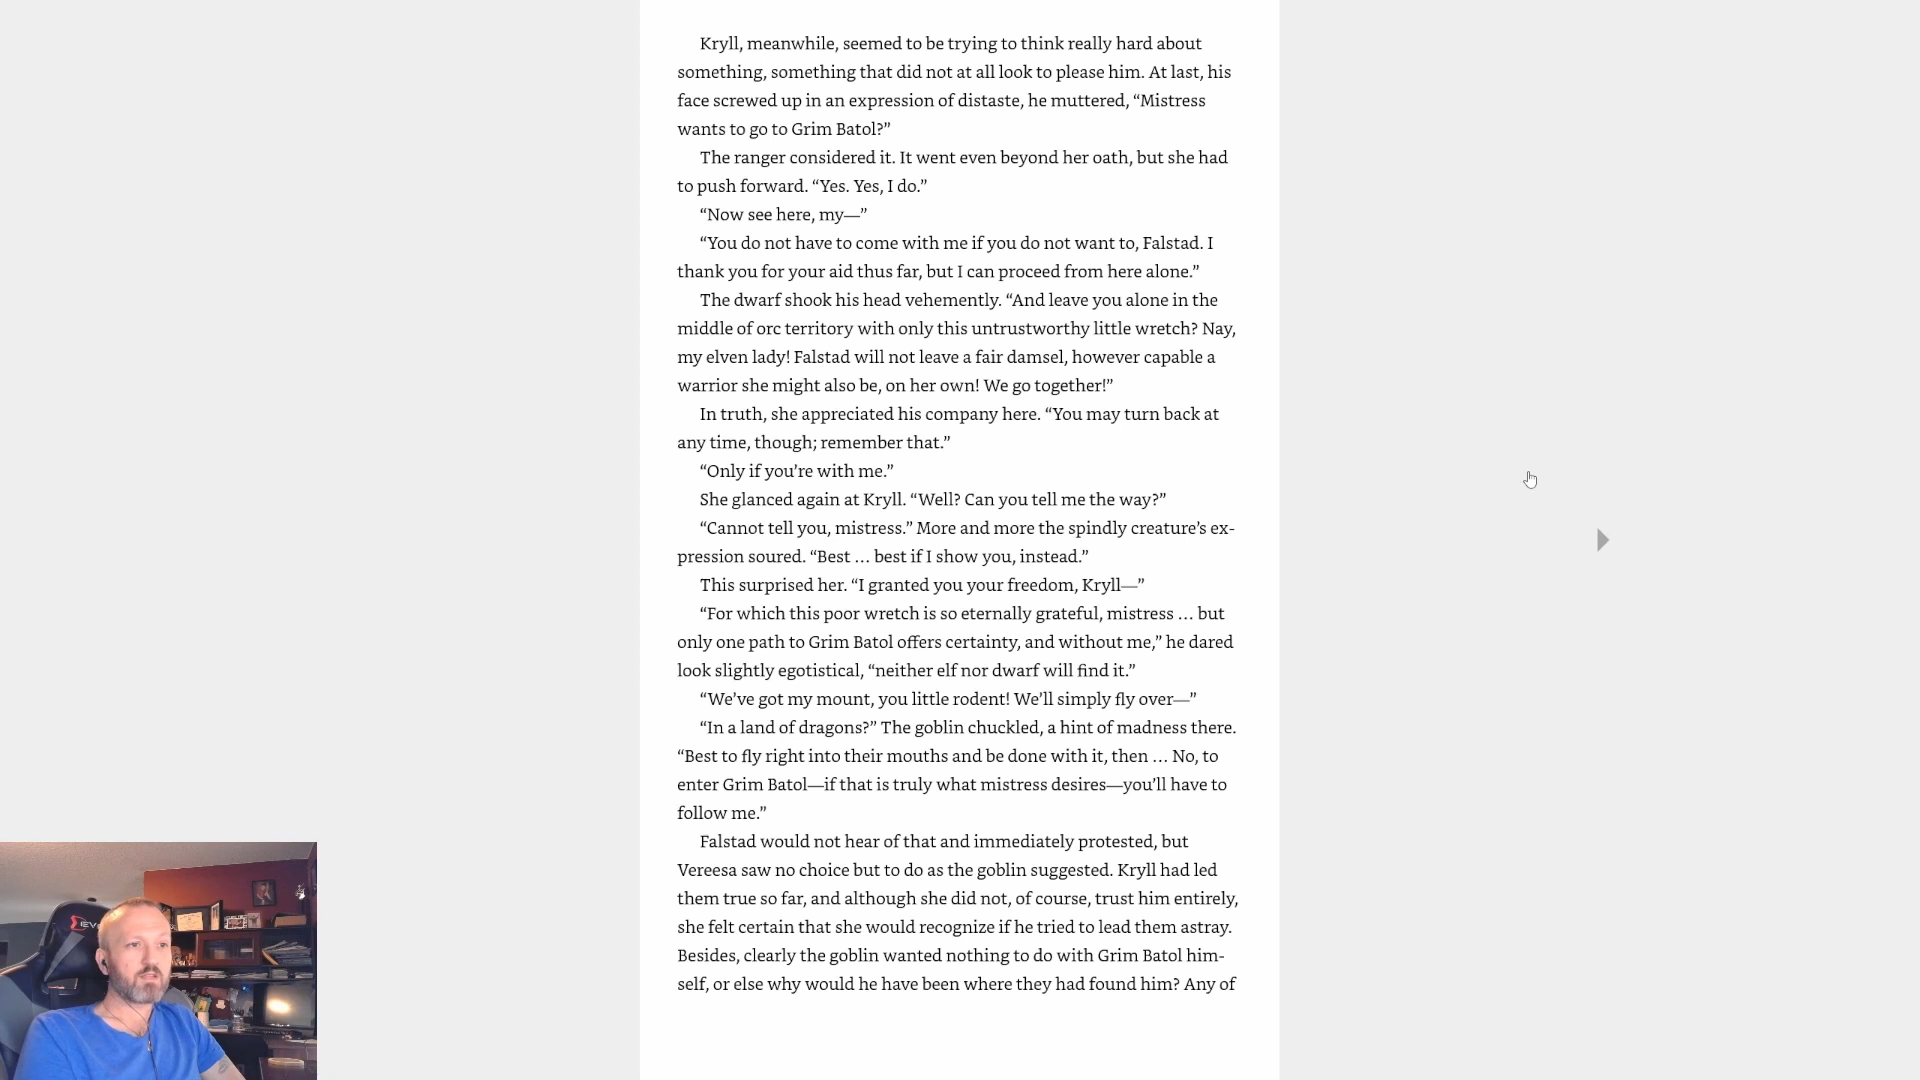 Kryll, meanwhile, seemed to be trying to think really hard about
something, something that did not at all look to please him. At last, his
face screwed up in an expression of distaste, he muttered, “Mistress
wants to go to Grim Batol?”
The ranger considered it. It went even beyond her oath, but she had
to push forward. “Yes. Yes, I do.”
“Now see here, my—”
“You do not have to come with me if you do not want to, Falstad. I
thank you for your aid thus far, but I can proceed from here alone.”
The dwarf shook his head vehemently. “And leave you alone in the
middle of orc territory with only this untrustworthy little wretch? Nay,
my elven lady! Falstad will not leave a fair damsel, however capable a
warrior she might also be, on her own! We go together!”
In truth, she appreciated his company here. “You may turn back at
any time, though; remember that.”
“Only if you’re with me.”
She glanced again at Kryll. “Well? Can you tell me the way?”
“Cannot tell you, mistress.” More and more the spindly creature’s ex-
pression soured. “Best … best if I show you, instead.”
This surprised her. “I granted you your freedom, Kryll—”
“For which this poor wretch is so eternally grateful, mistress … but
only one path to Grim Batol offers certainty, and without me,” he dared
look slightly egotistical, “neither elf nor dwarf will find it.”
“We’ve got my mount, you little rodent! We’ll simply fly over—”
“In a land of dragons?” The goblin chuckled, a hint of madness there.
“Best to fly right into their mouths and be done with it, then … No, to
enter Grim Batol—if that is truly what mistress desires—you’ll have to
follow me.”
Falstad would not hear of that and immediately protested, but
Vereesa saw no choice but to do as the goblin suggested. Kryll had led
them true so far, and although she did not, of course, trust him entirely,
she felt certain that she would recognize if he tried to lead them astray.
Besides, clearly the goblin wanted nothing to do with Grim Batol him-
self, or else why would he have been where they had found him? Any of